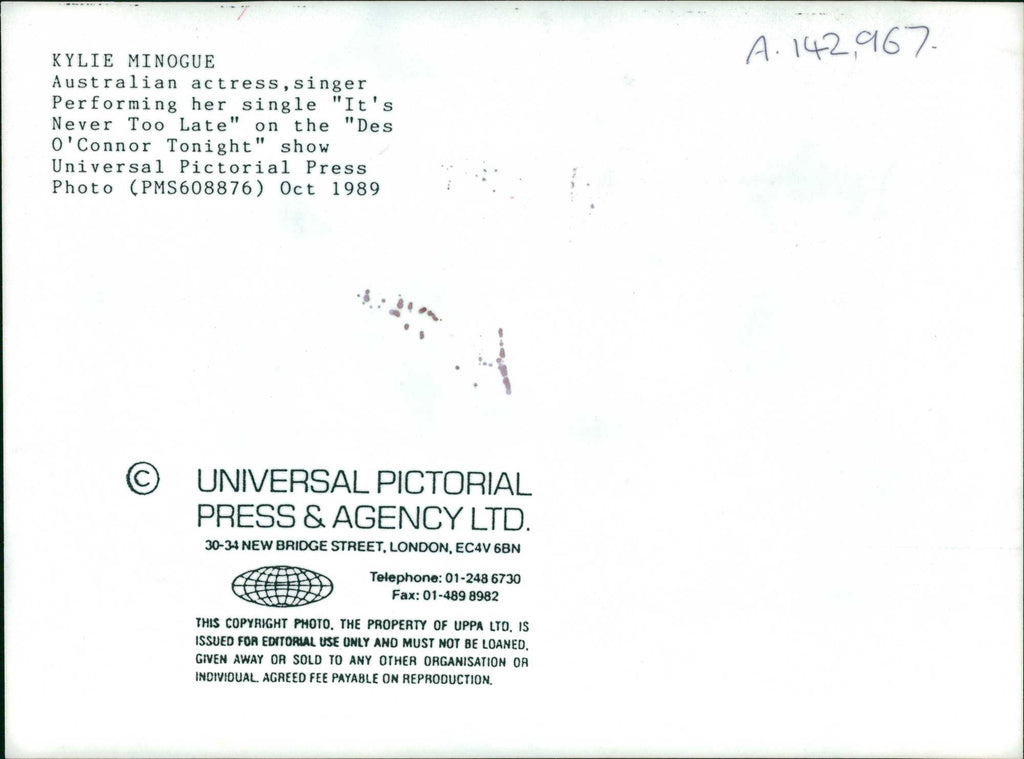 A. 142,967.
KYLIE MINOGUE
Australian actress,singer
Performing her single "It's
Never Too Late" on the "Des
O'Connor Tonight" show
Universal Pictorial Press
Photo (PMS608876) Oct 1989
© UNIVERSAL PICTORIAL
PRESS & AGENCY LTD.
30-34 NEW BRIDGE STREET, LONDON, EC4V 6BN
Telephone: 01-248 6730
Fax: 01-489 8982
THIS COPYRIGHT PHOTO. THE PROPERTY OF UPPA LTD. IS
ISSUED FOR EDITORIAL USE ONLY AND MUST NOT BE LOANED,
GIVEN AWAY OR SOLD TO ANY OTHER ORGANISATION OR
INDIVIDUAL. AGREED FEE PAYABLE ON REPRODUCTION.